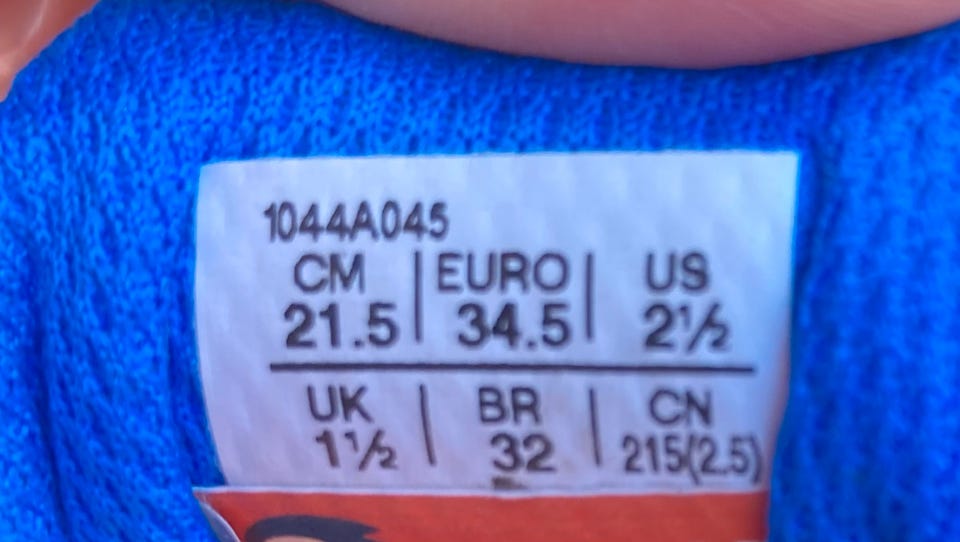 1044A045
CM | EURO | US
21.5 | 34.5 | 2½
UK | BR | CN
1½ | 32 | 215(2.5)